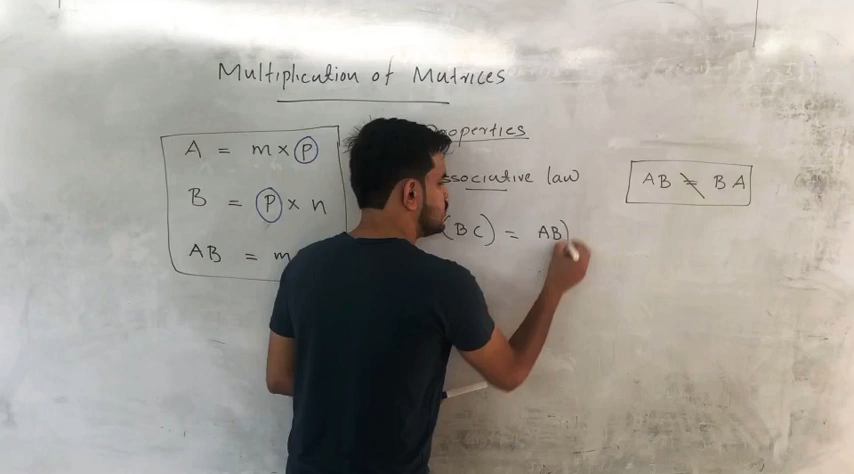 Multiplication of Matrices
A = m × P
B = P × n
AB = m
operties
ssociative law
(BC) = AB)
AB ≠ BA